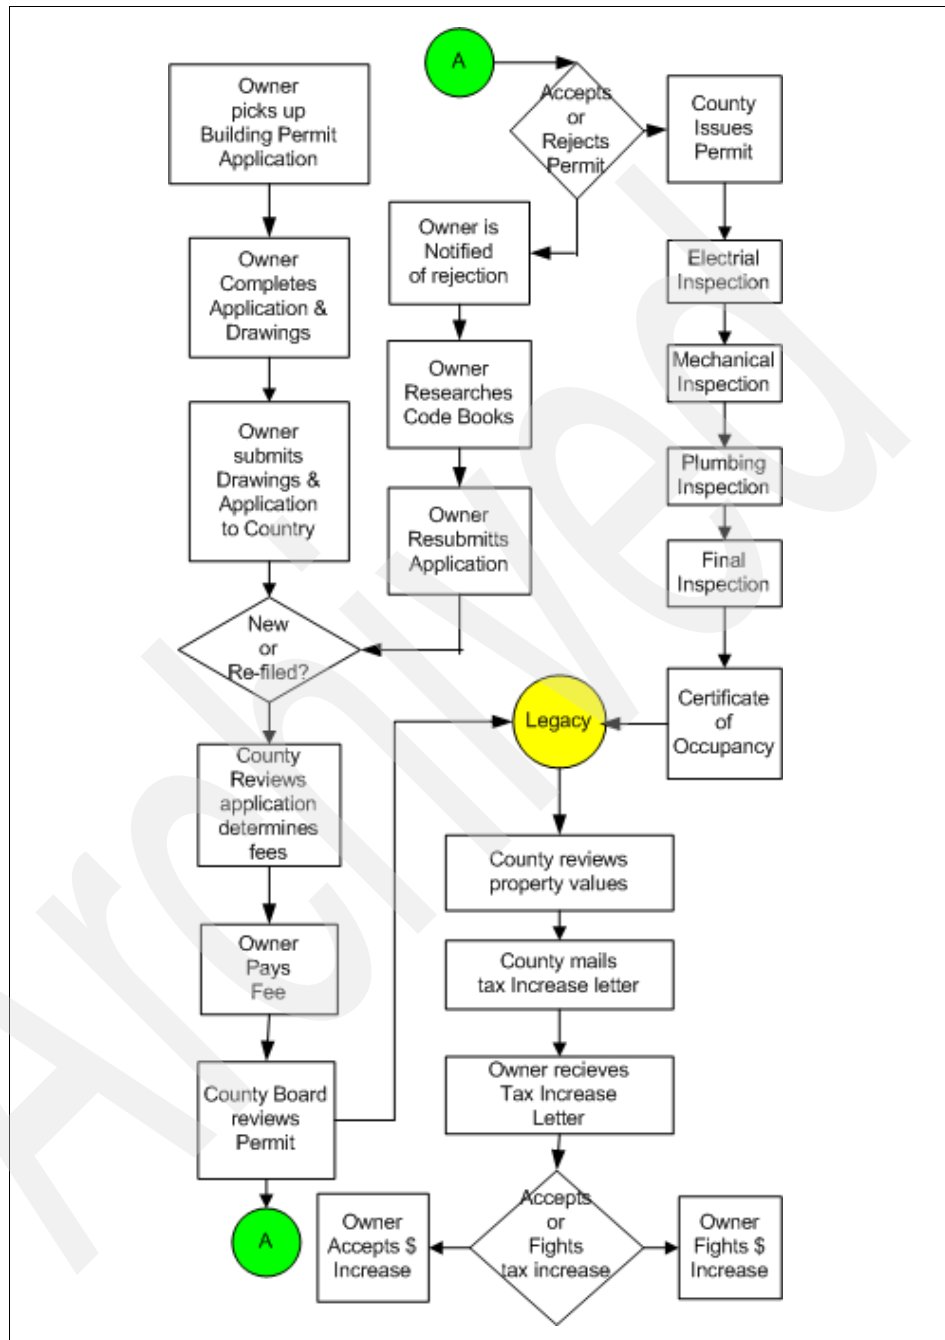 Owner
picks up
Building Permit
Application
Owner
Completes
Application &
Drawings
Owner
submits
Drawings &
Application
to Country
New
or
Re-filed?
County
Reviews
application
determines
fees
Owner
Pays
Fee
County Board
reviews
Permit
A
A
Accepts
or
Rejects
Permit
Owner is
Notified
of rejection
Owner
Researches
Code Books
Owner
Resubmitts
Application
County
Issues
Permit
Electrial
Inspection
Mechanical
Inspection
Plumbing
Inspection
Final
Inspection
Certificate
of
Occupancy
Legacy
County reviews
property values
County mails
tax Increase letter
Owner recieves
Tax Increase
Letter
Accepts
or
Fights
tax increase
Owner
Accepts $
Increase
Owner
Fights $
Increase
Archived